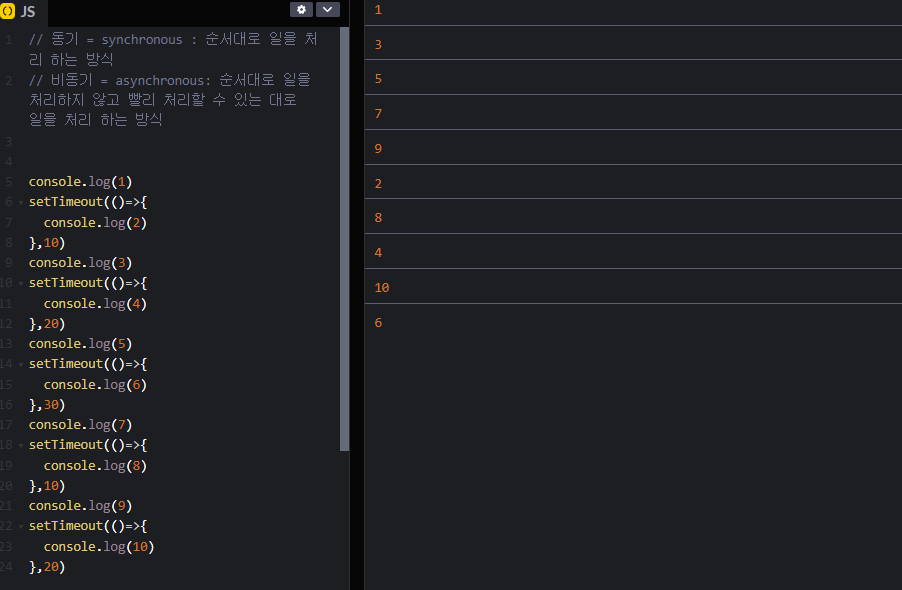 JS
1 // 동기 = synchronous : 순서대로 일을 처
리 하는 방식
2 // 비동기 = asynchronous: 순서대로 일을
처리하지 않고 빨리 처리할 수 있는 대로
일을 처리 하는 방식
3
4
5 console.log(1)
6 setTimeout(()=>{
7 console.log(2)
8 },10)
9 console.log(3)
10 setTimeout(()=>{
11 console.log(4)
12 },20)
13 console.log(5)
14 setTimeout(()=>{
15 console.log(6)
16 },30)
17 console.log(7)
18 setTimeout(()=>{
19 console.log(8)
20 },10)
21 console.log(9)
22 setTimeout(()=>{
23 console.log(10)
24 },20)
1
3
5
7
9
2
8
4
10
6